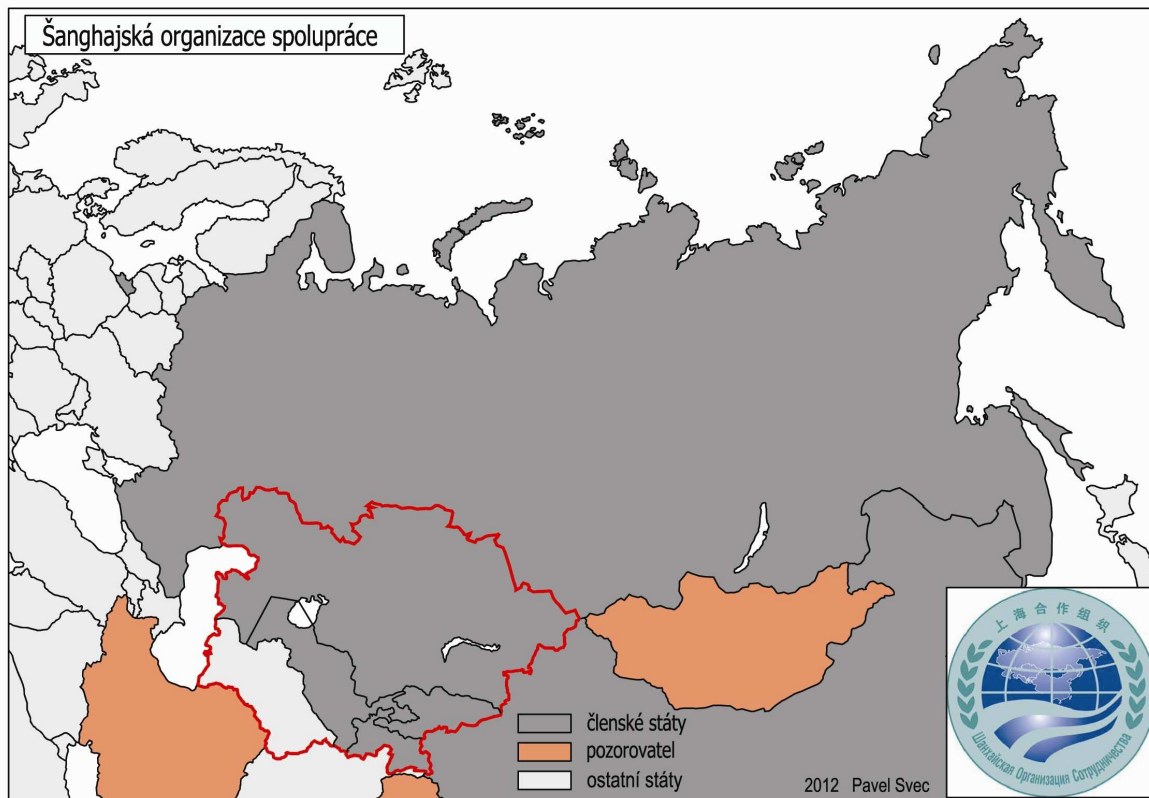 Šanghajská organizace spolupráce
členské státy
pozorovatel
ostatní státy
2012 Pavel Svec
上海合作组织
Шанхайская Организация Сотрудничества